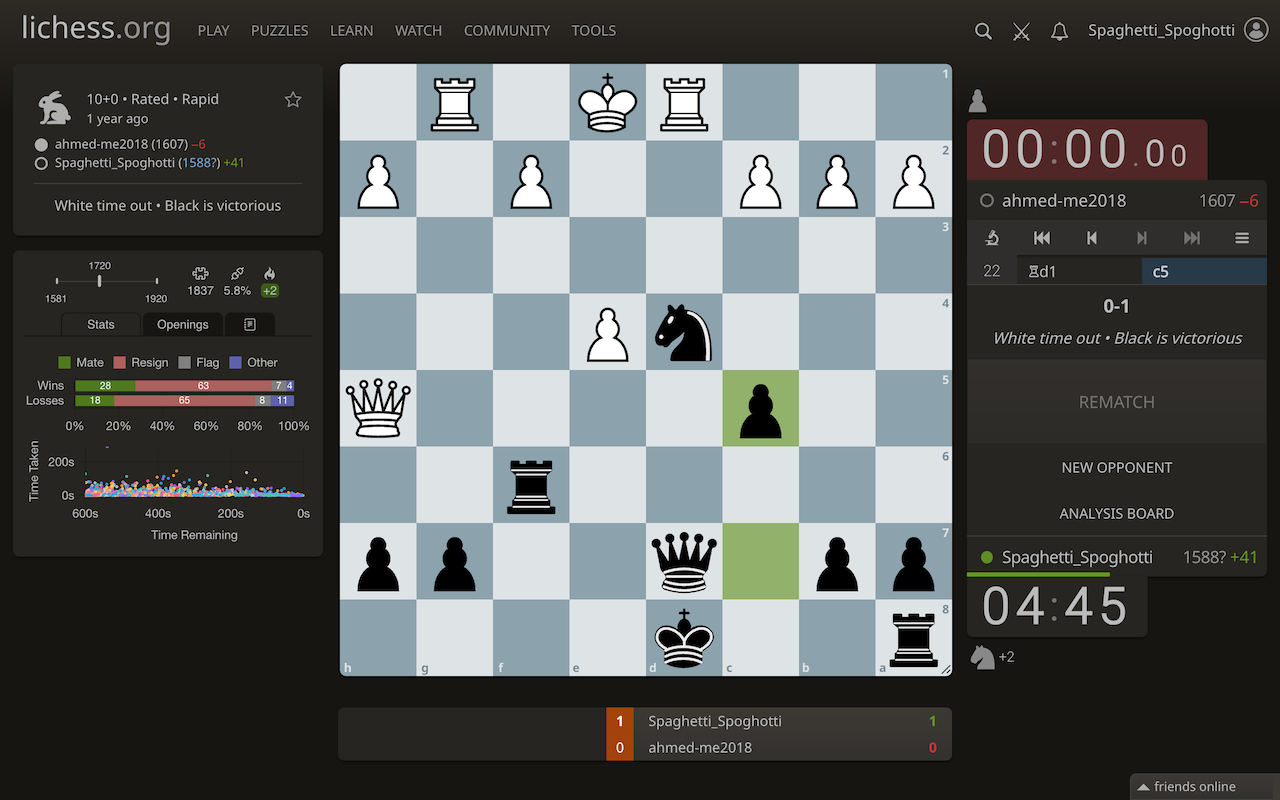 lichess.org PLAY PUZZLES LEARN WATCH COMMUNITY TOOLS Spaghetti_Spoghotti
10+0 • Rated • Rapid
1 year ago
ahmed-me2018 (1607) −6
Spaghetti_Spoghotti (1588?) +41
White time out • Black is victorious
1720
1581
1920
1837
5.8%
+2
Stats Openings
Mate Resign Flag Other
Wins 28 63 7 4
Losses 18 65 8 11
0% 20% 40% 60% 80% 100%
Time Taken
200s
0s
600s 400s 200s 0s
Time Remaining
1
2
3
4
5
6
7
8
h g f e d c b a
1 Spaghetti_Spoghotti 1
0 ahmed-me2018 0
00:00.00
ahmed-me2018 1607 −6
22 ♖d1 c5
0-1
White time out • Black is victorious
REMATCH
NEW OPPONENT
ANALYSIS BOARD
Spaghetti_Spoghotti 1588? +41
04:45
+2
friends online